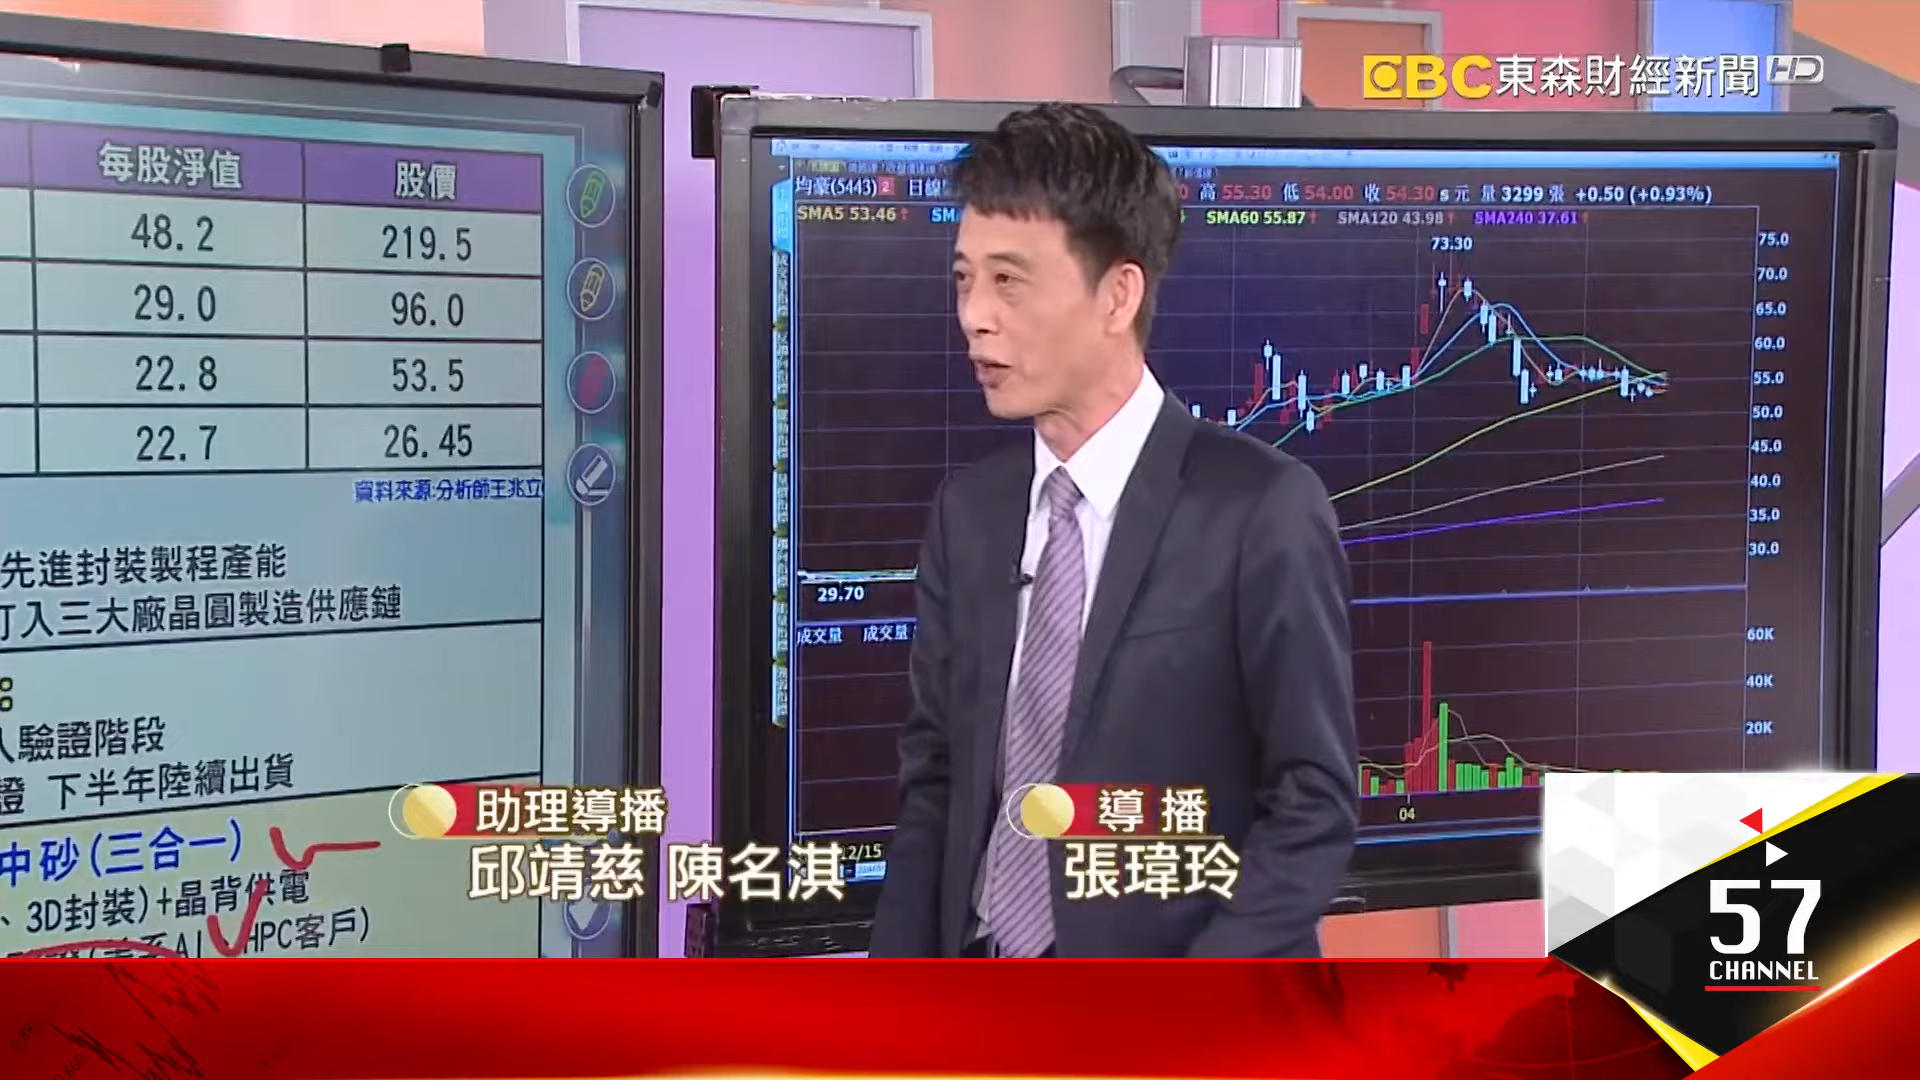 EBC東森財經新聞 HD
每股淨值 股價
48.2 219.5
29.0 96.0
22.8 53.5
22.7 26.45
資料來源:分析師王兆立
先進封裝製程產能
打入三大廠晶圓製造供應鏈
驗證階段
證 下半年陸續出貨
中砂(三合一)
、3D封裝)+晶背供電
AI、HPC客戶)
均豪(5443) 2 日線
高 55.30 低 54.00 收 54.30 s 元 量 3299 張 +0.50 (+0.93%)
SMA5 53.46↑ SM
SMA60 55.87↑ SMA120 43.98↑ SMA240 37.61↑
73.30
75.0
70.0
65.0
60.0
55.0
50.0
45.0
40.0
35.0
30.0
29.70
成交量 成交量
60K
40K
20K
04
12/15
助理導播
邱靖慈 陳名淇
導播
張瑋玲
57
CHANNEL